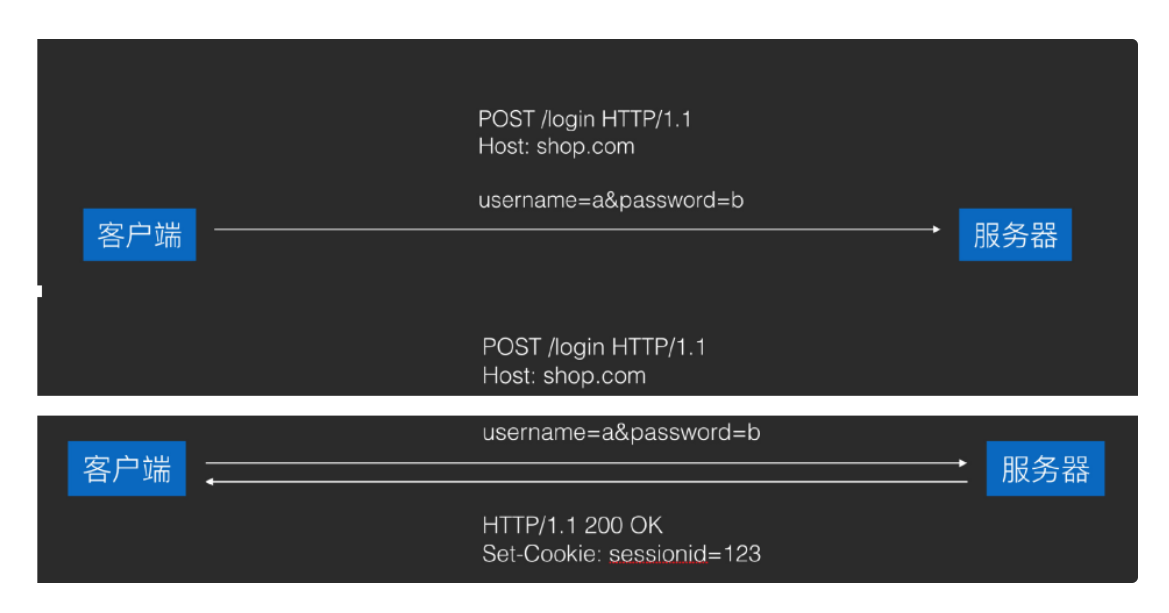 POST /login HTTP/1.1
Host: shop.com
username=a&password=b
客户端
服务器
POST /login HTTP/1.1
Host: shop.com
username=a&password=b
客户端
服务器
HTTP/1.1 200 OK
Set-Cookie: sessionid=123